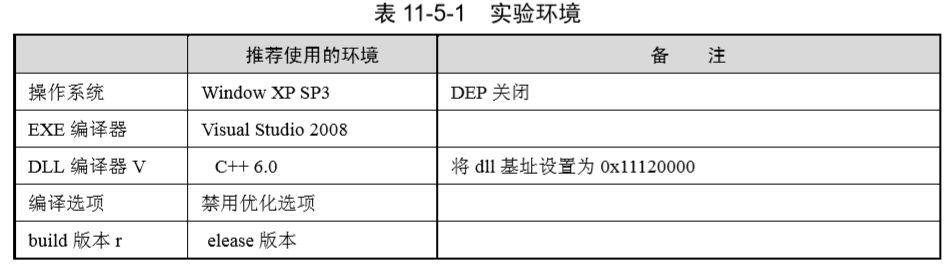 表 11-5-1 实验环境
推荐使用的环境 备 注
操作系统 Window XP SP3 DEP 关闭
EXE 编译器 Visual Studio 2008
DLL 编译器 V C++ 6.0 将 dll 基址设置为 0x11120000
编译选项 禁用优化选项
build 版本 r elease 版本